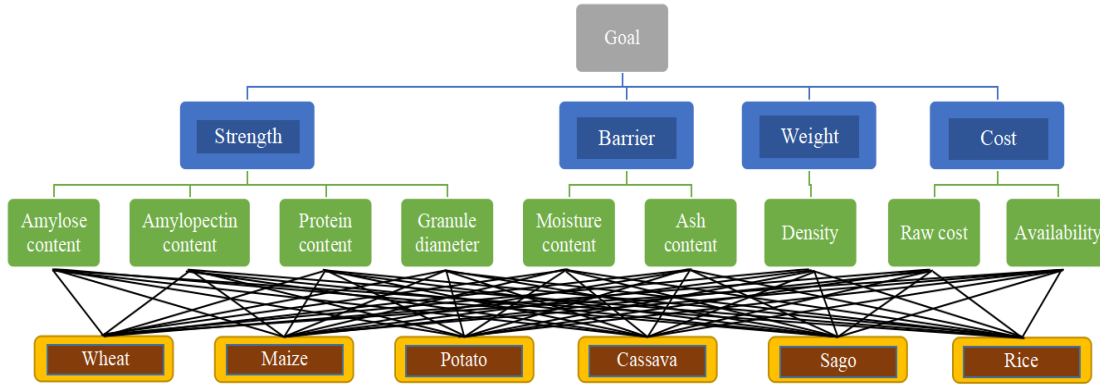 Goal
Strength
Barrier
Weight
Cost
Amylose
content
Amylopectin
content
Protein
content
Granule
diameter
Moisture
content
Ash
content
Density
Raw cost
Availability
Wheat
Maize
Potato
Cassava
Sago
Rice